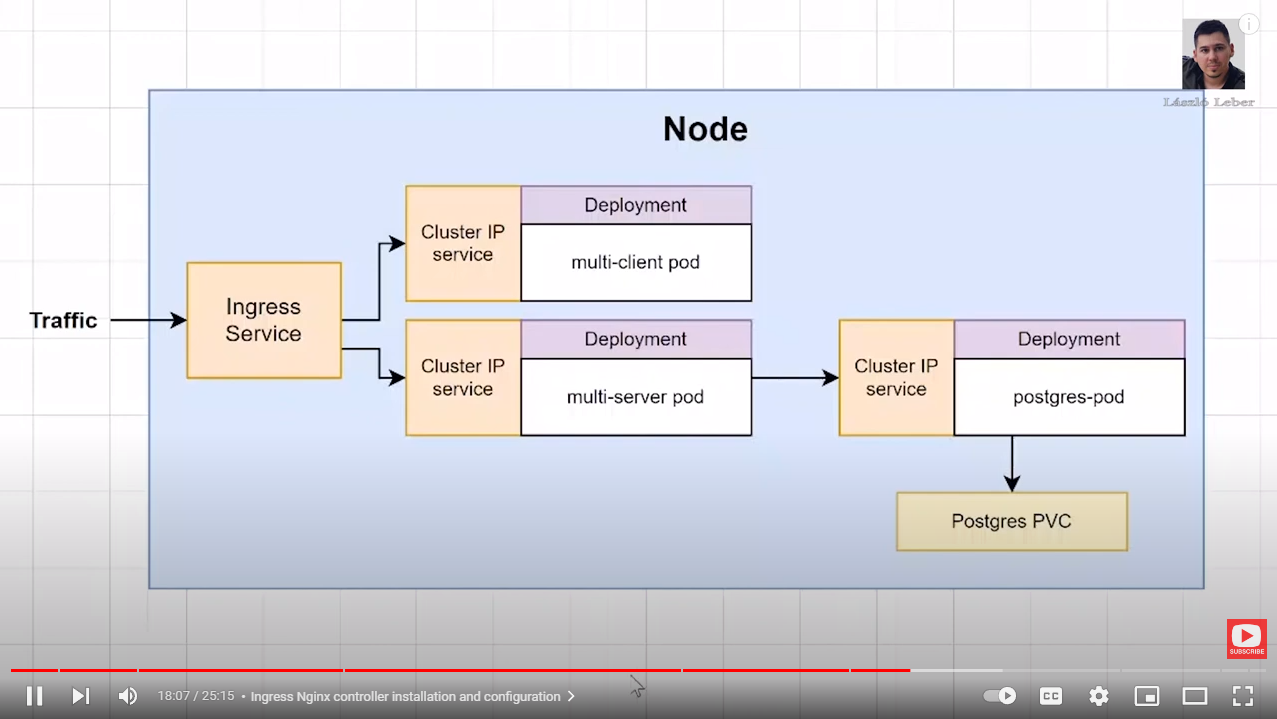 László Leber
Node
Deployment
Cluster IP
service
multi-client pod
Ingress
Service
Traffic
Deployment
Cluster IP
service
multi-server pod
Deployment
Cluster IP
service
postgres-pod
Postgres PVC
SUBSCRIBE
18:07 / 25:15 • Ingress Nginx controller installation and configuration
CC